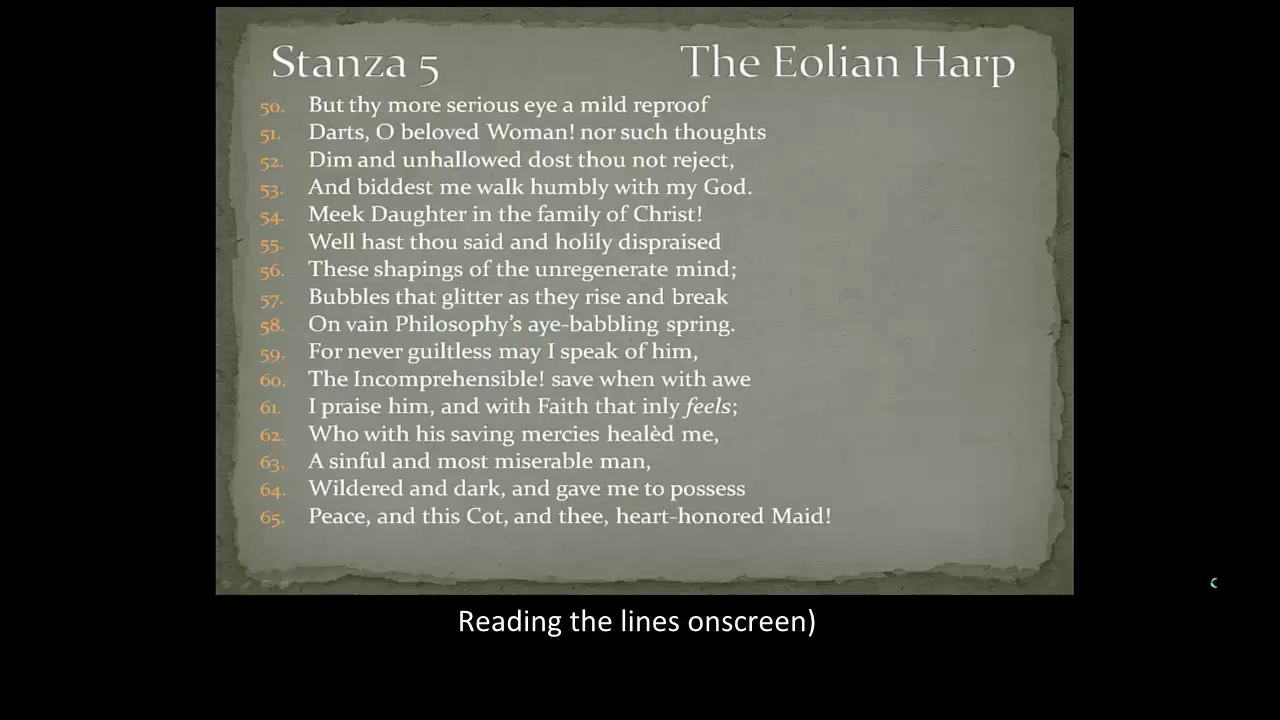 Stanza 5 The Eolian Harp
50. But thy more serious eye a mild reproof
51. Darts, O beloved Woman! nor such thoughts
52. Dim and unhallowed dost thou not reject,
53. And biddest me walk humbly with my God.
54. Meek Daughter in the family of Christ!
55. Well hast thou said and holily dispraised
56. These shapings of the unregenerate mind;
57. Bubbles that glitter as they rise and break
58. On vain Philosophy's aye-babbling spring.
59. For never guiltless may I speak of him,
60. The Incomprehensible! save when with awe
61. I praise him, and with Faith that inly feels;
62. Who with his saving mercies healèd me,
63. A sinful and most miserable man,
64. Wildered and dark, and gave me to possess
65. Peace, and this Cot, and thee, heart-honored Maid!
Reading the lines onscreen)